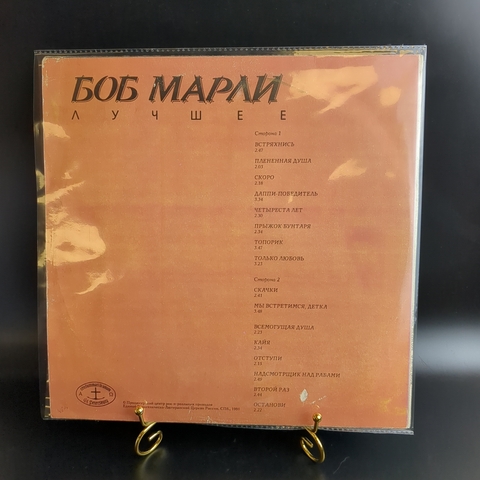 БОБ МАРЛИ
ЛУЧШЕЕ
Сторона 1
ВСТРЯХНИСЬ
ПЛЕНЕННАЯ ДУША
СКОРО
ДАППИ-ПОБЕДИТЕЛЬ
ЧЕТЫРЕСТА ЛЕТ
ПРЫЖОК БУНТАРЯ
ТОПОРИК
ТОЛЬКО ЛЮБОВЬ
Сторона 2
СКАЧКИ
МЫ ВСТРЕТИМСЯ, ДЕТКА
ВСЕМОГУЩАЯ ДУША
КАЙЯ
ОТСТУПИ
НАДСМОТРЩИК НАД РАБАМИ
ВТОРОЙ РАЗ
ОСТАНОВИ